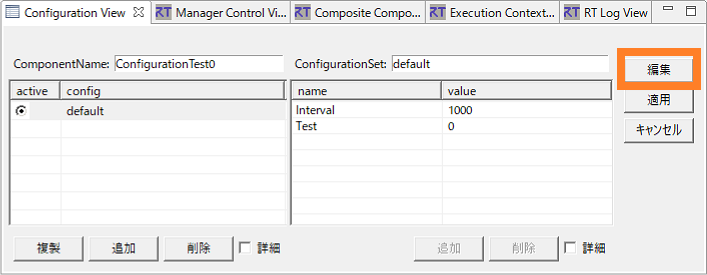 Configuration View
RT Manager Control Vi...
RT Composite Compo...
RT Execution Context...
RT RT Log View
ComponentName: ConfigurationTest0
ConfigurationSet: default
編集
適用
キャンセル
active config
default
name value
Interval 1000
Test 0
複製 追加 削除 詳細
追加 削除 詳細